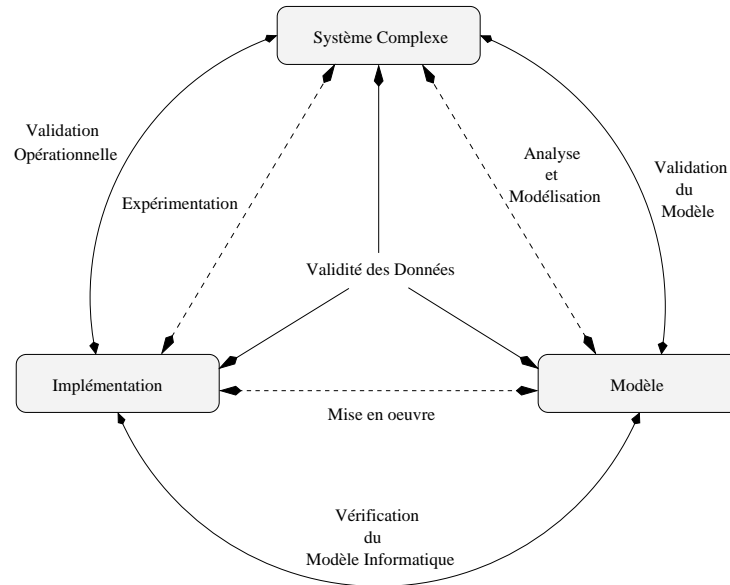 Système Complexe
Validation
Opérationnelle
Analyse
et
Modélisation
Validation
du
Modèle
Expérimentation
Validité des Données
Implémentation
Modèle
Mise en oeuvre
Vérification
du
Modèle Informatique